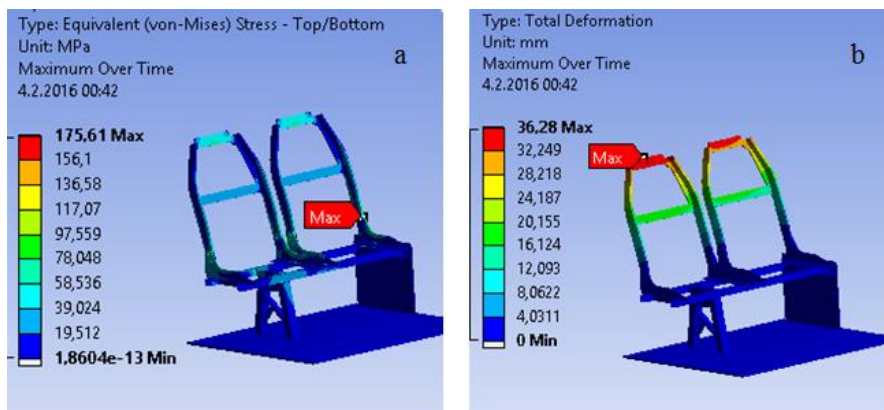 Type: Equivalent (von-Mises) Stress - Top/Bottom
Unit: MPa
Maximum Over Time
4.2.2016 00:42
a
175,61 Max
156,1
136,58
117,07
97,559
78,048
58,536
39,024
19,512
1,8604e-13 Min
Max
Type: Total Deformation
Unit: mm
Maximum Over Time
4.2.2016 00:42
b
36,28 Max
32,249
28,218
24,187
20,155
16,124
12,093
8,0622
4,0311
0 Min
Max